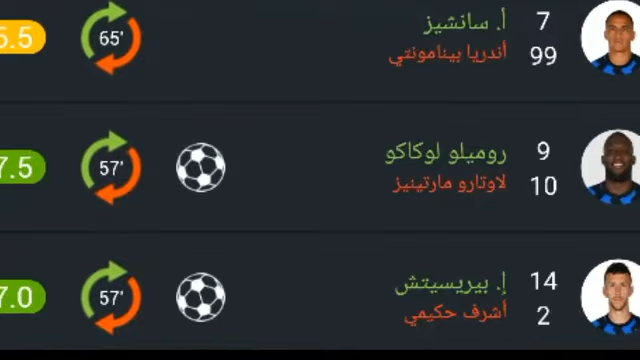 7 أ. سانشيز 65' 5.5
99 أندريا بينامونتي
9 روميلو لوكاكو 57' 7.5
10 لاوتارو مارتينيز
14 إ. بيريسيتش 57' 7.0
2 أشرف حكيمي